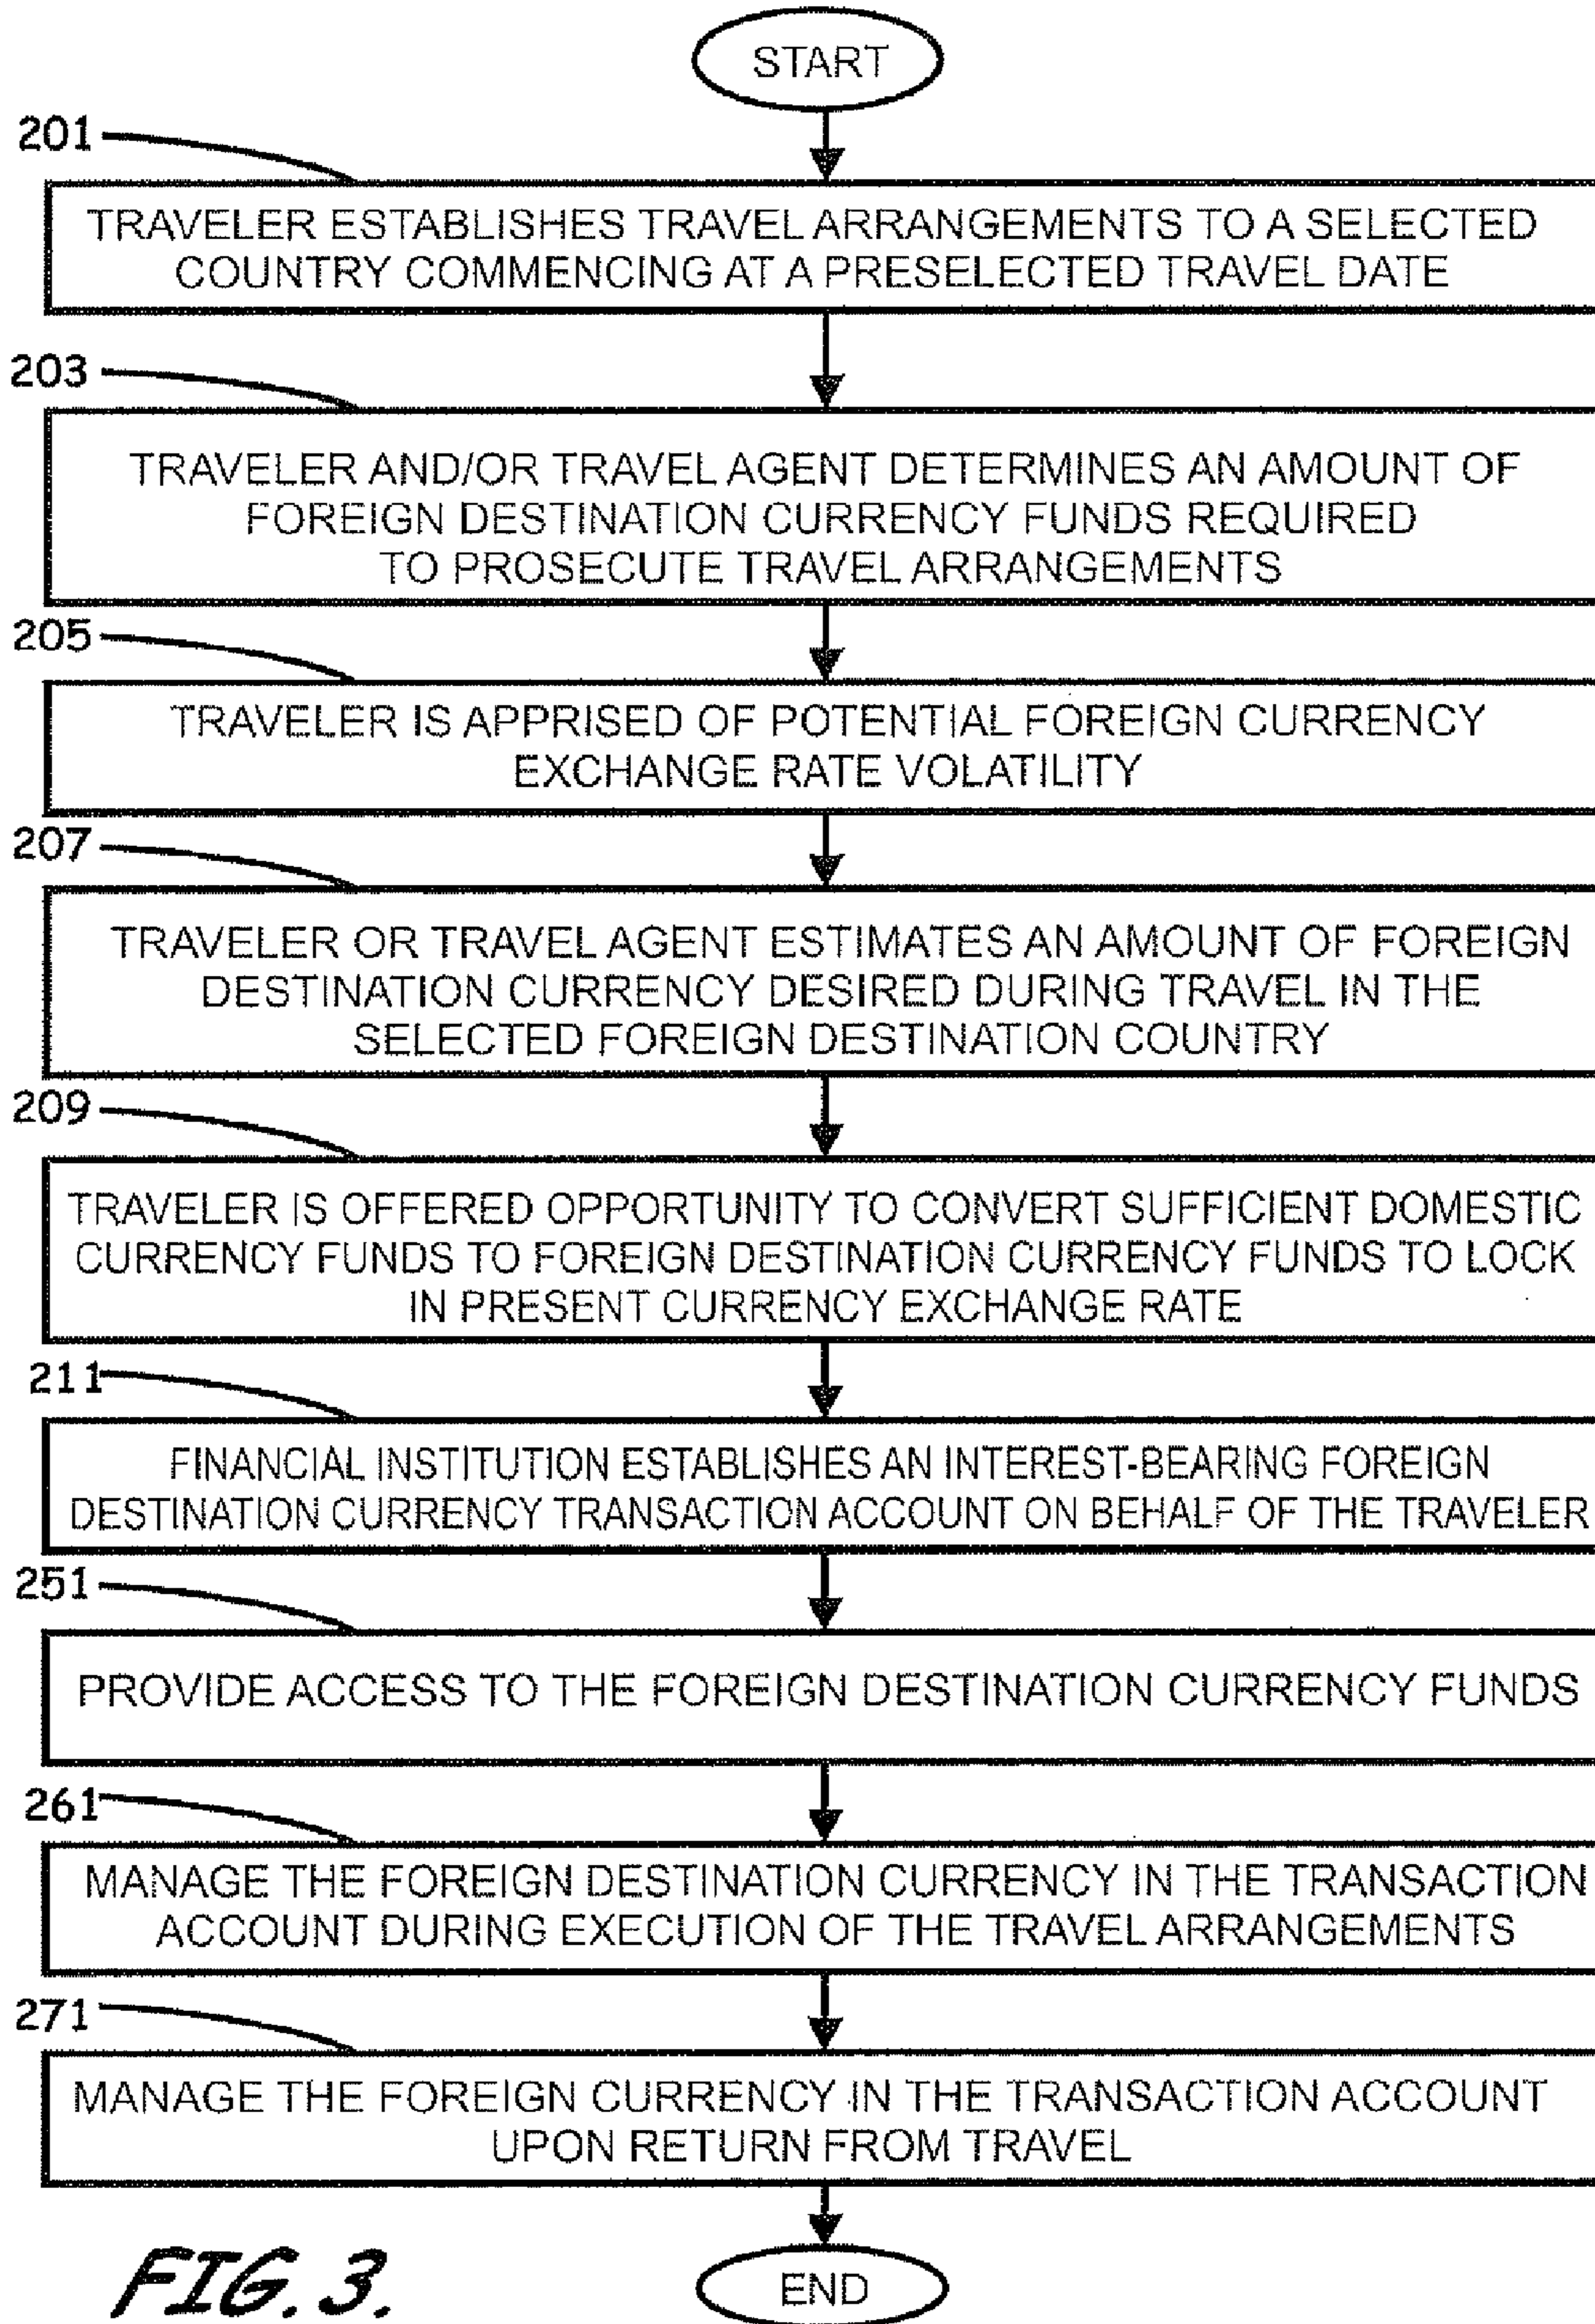 START
201
TRAVELER ESTABLISHES TRAVEL ARRANGEMENTS TO A SELECTED
COUNTRY COMMENCING AT A PRESELECTED TRAVEL DATE
203
TRAVELER AND/OR TRAVEL AGENT DETERMINES AN AMOUNT OF
FOREIGN DESTINATION CURRENCY FUNDS REQUIRED
TO PROSECUTE TRAVEL ARRANGEMENTS
205
TRAVELER IS APPRISED OF POTENTIAL FOREIGN CURRENCY
EXCHANGE RATE VOLATILITY
207
TRAVELER OR TRAVEL AGENT ESTIMATES AN AMOUNT OF FOREIGN
DESTINATION CURRENCY DESIRED DURING TRAVEL IN THE
SELECTED FOREIGN DESTINATION COUNTRY
209
TRAVELER IS OFFERED OPPORTUNITY TO CONVERT SUFFICIENT DOMESTIC
CURRENCY FUNDS TO FOREIGN DESTINATION CURRENCY FUNDS TO LOCK
IN PRESENT CURRENCY EXCHANGE RATE
211
FINANCIAL INSTITUTION ESTABLISHES AN INTEREST-BEARING FOREIGN
DESTINATION CURRENCY TRANSACTION ACCOUNT ON BEHALF OF THE TRAVELER
251
PROVIDE ACCESS TO THE FOREIGN DESTINATION CURRENCY FUNDS
261
MANAGE THE FOREIGN DESTINATION CURRENCY IN THE TRANSACTION
ACCOUNT DURING EXECUTION OF THE TRAVEL ARRANGEMENTS
271
MANAGE THE FOREIGN CURRENCY IN THE TRANSACTION ACCOUNT
UPON RETURN FROM TRAVEL
FIG. 3.
END